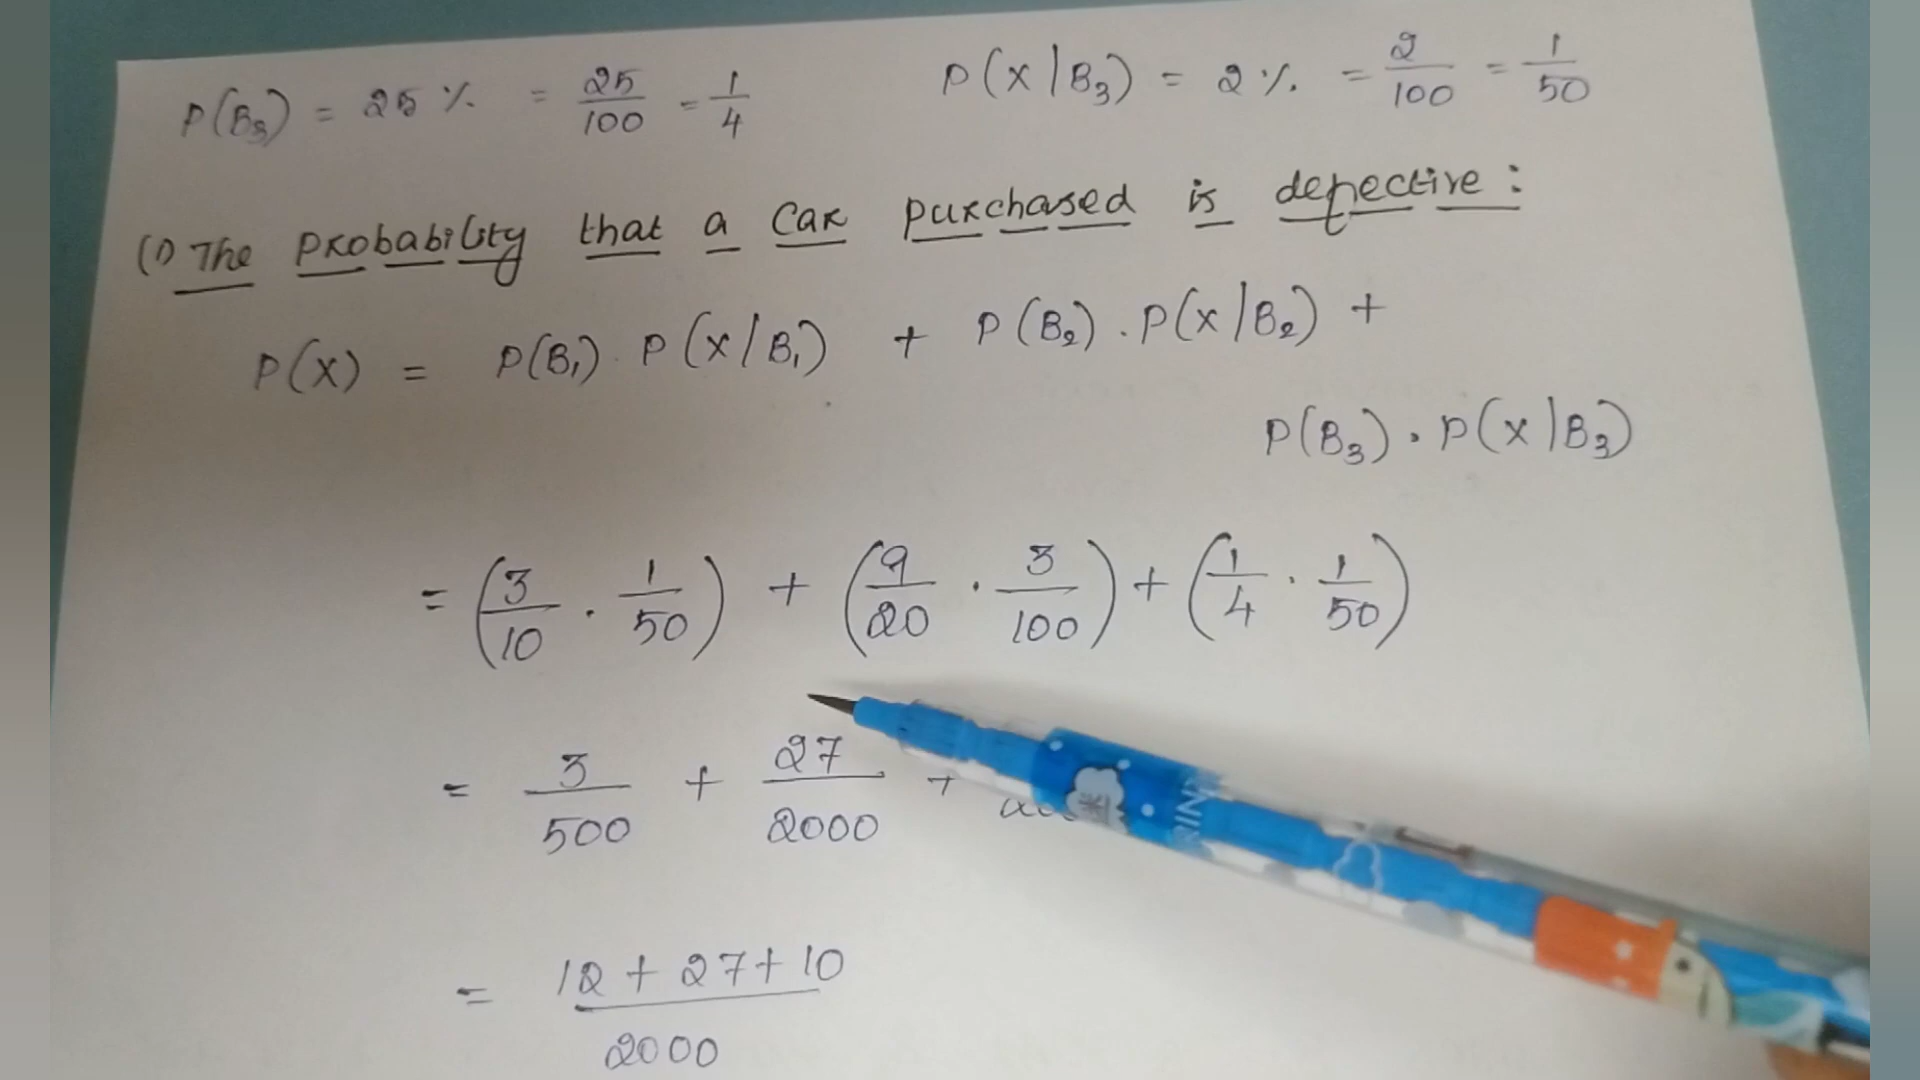 P(B3) = 25 % = 25/100 = 1/4 P(X|B3) = 2 % = 2/100 = 1/50
(i) The probability that a car purchased is defective:
P(X) = P(B1) . P(X/B1) + P(B2) . P(X|B2) +
P(B3) . P(X|B3)
= (3/10 . 1/50) + (9/20 . 3/100) + (1/4 . 1/50)
= 3/500 + 27/2000 +
= 12 + 27 + 10 / 2000